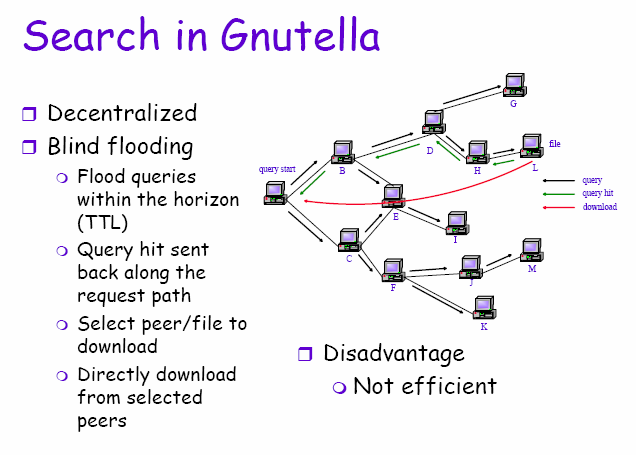 Search in Gnutella
Decentralized
Blind flooding
Flood queries
within the horizon
(TTL)
Query hit sent
back along the
request path
Select peer/file to
download
Directly download
from selected
peers
query start
B
C
D
E
F
G
H
I
J
K
L
M
file
query
query hit
download
Disadvantage
Not efficient